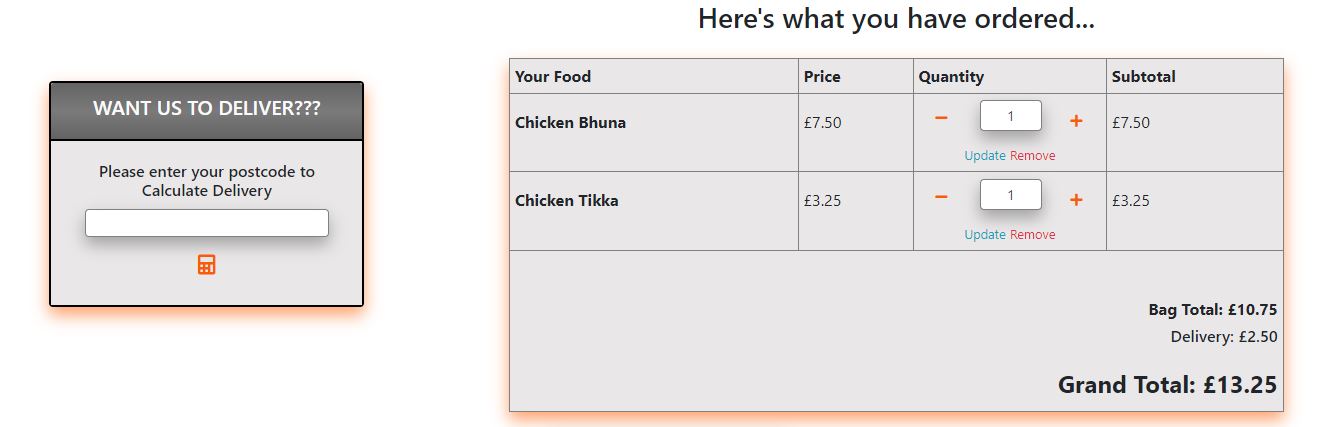 Here's what you have ordered...
WANT US TO DELIVER???
Please enter your postcode to
Calculate Delivery
Your Food Price Quantity Subtotal
Chicken Bhuna £7.50 − 1 + £7.50
Update Remove
Chicken Tikka £3.25 − 1 + £3.25
Update Remove
Bag Total: £10.75
Delivery: £2.50
Grand Total: £13.25